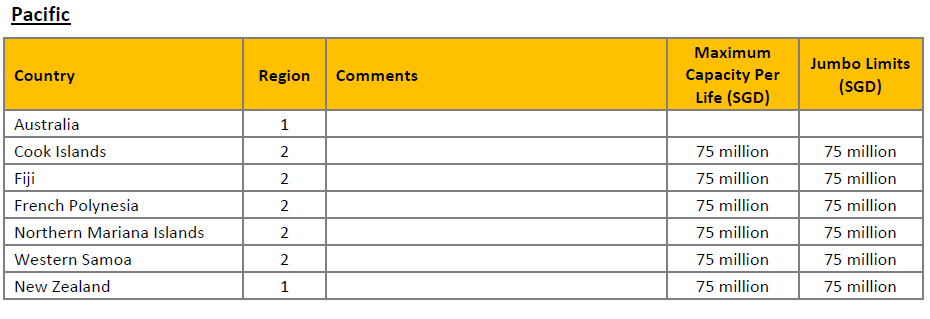 Pacific
Country Region Comments Maximum Capacity Per Life (SGD) Jumbo Limits (SGD)
Australia 1
Cook Islands 2 75 million 75 million
Fiji 2 75 million 75 million
French Polynesia 2 75 million 75 million
Northern Mariana Islands 2 75 million 75 million
Western Samoa 2 75 million 75 million
New Zealand 1 75 million 75 million